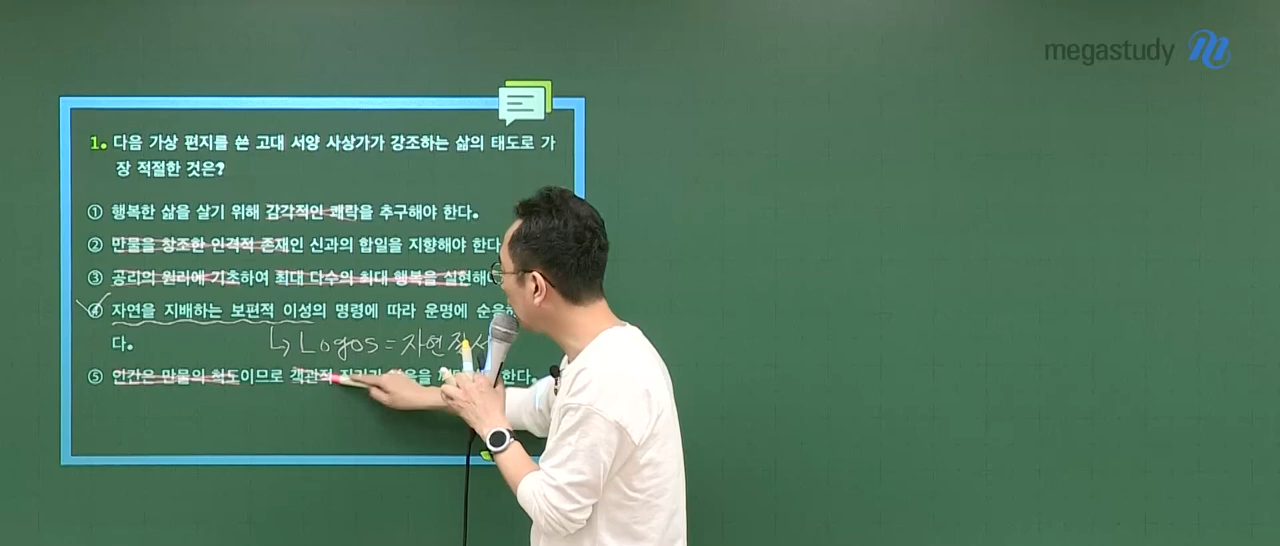 megastudy
1. 다음 가상 편지를 쓴 고대 서양 사상가가 강조하는 삶의 태도로 가
장 적절한 것은?
① 행복한 삶을 살기 위해 감각적인 쾌락을 추구해야 한다.
② 만물을 창조한 인격적 존재인 신과의 합일을 지향해야 한다
③ 공리의 원리에 기초하여 최대 다수의 최대 행복을 실현해
④ 자연을 지배하는 보편적 이성의 명령에 따라 운명에 순응
다.
↳ Logos = 자연질서
⑤ 인간은 만물의 척도이므로 객관적 한다.